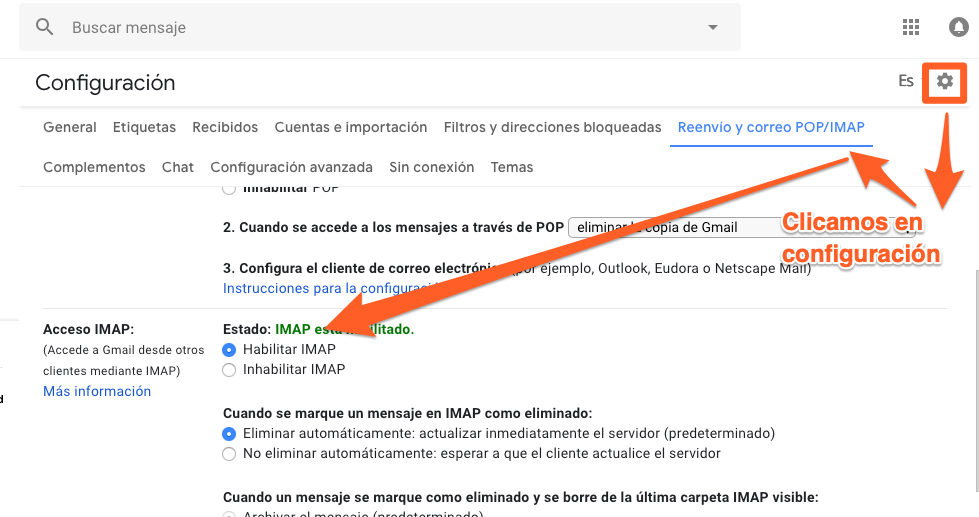 Buscar mensaje
Configuración
Es
General Etiquetas Recibidos Cuentas e importación Filtros y direcciones bloqueadas Reenvío y correo POP/IMAP
Complementos Chat Configuración avanzada Sin conexión Temas
Inhabilitar POP
2. Cuando se accede a los mensajes a través de POP eliminar la copia de Gmail
Clicamos en
configuración
3. Configura el cliente de correo electrónico (por ejemplo, Outlook, Eudora o Netscape Mail)
Instrucciones para la configuración
Acceso IMAP:
(Accede a Gmail desde otros
clientes mediante IMAP)
Más información
Estado: IMAP está habilitado.
Habilitar IMAP
Inhabilitar IMAP
Cuando se marque un mensaje en IMAP como eliminado:
Eliminar automáticamente: actualizar inmediatamente el servidor (predeterminado)
No eliminar automáticamente: esperar a que el cliente actualice el servidor
Cuando un mensaje se marque como eliminado y se borre de la última carpeta IMAP visible:
Archivar el mensaje (predeterminado)